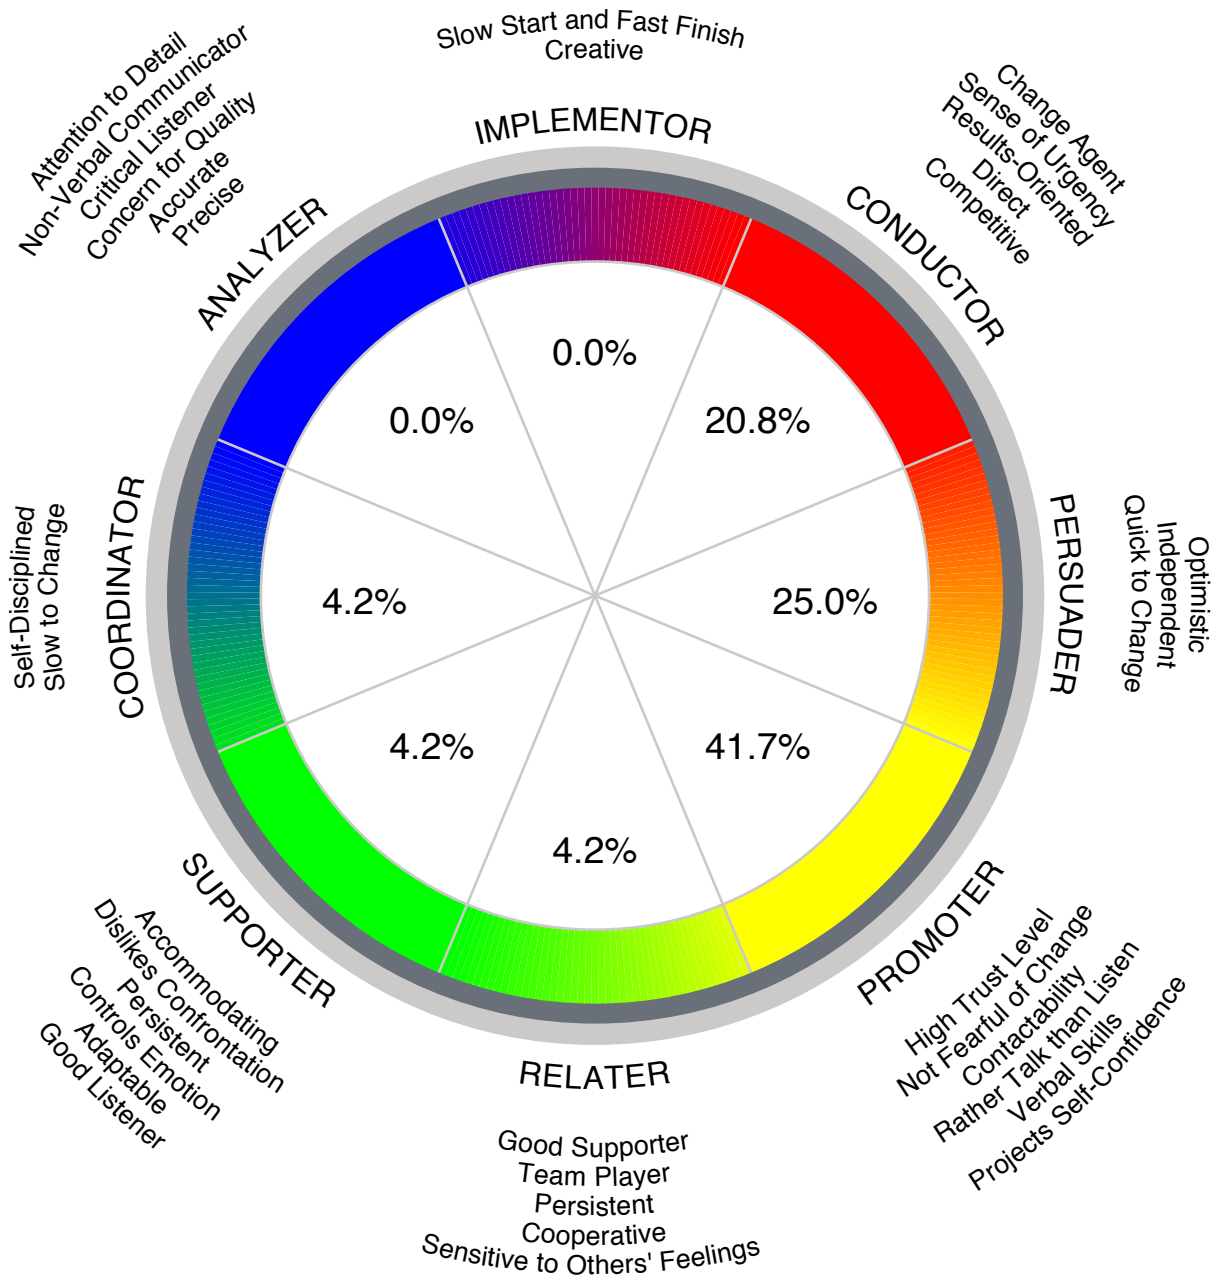 Slow Start and Fast Finish
Creative
IMPLEMENTOR
0.0%
Change Agent
Sense of Urgency
Results-Oriented
Direct
Competitive
CONDUCTOR
20.8%
Optimistic
Independent
Quick to Change
PERSUADER
25.0%
PROMOTER
41.7%
High Trust Level
Not Fearful of Change
Contactability
Rather Talk than Listen
Verbal Skills
Projects Self-Confidence
4.2%
RELATER
Good Supporter
Team Player
Persistent
Cooperative
Sensitive to Others' Feelings
4.2%
SUPPORTER
Accommodating
Dislikes Confrontation
Persistent
Controls Emotion
Adaptable
Good Listener
Self-Disciplined
Slow to Change
COORDINATOR
4.2%
Attention to Detail
Non-Verbal Communicator
Critical Listener
Concern for Quality
Accurate
Precise
ANALYZER
0.0%